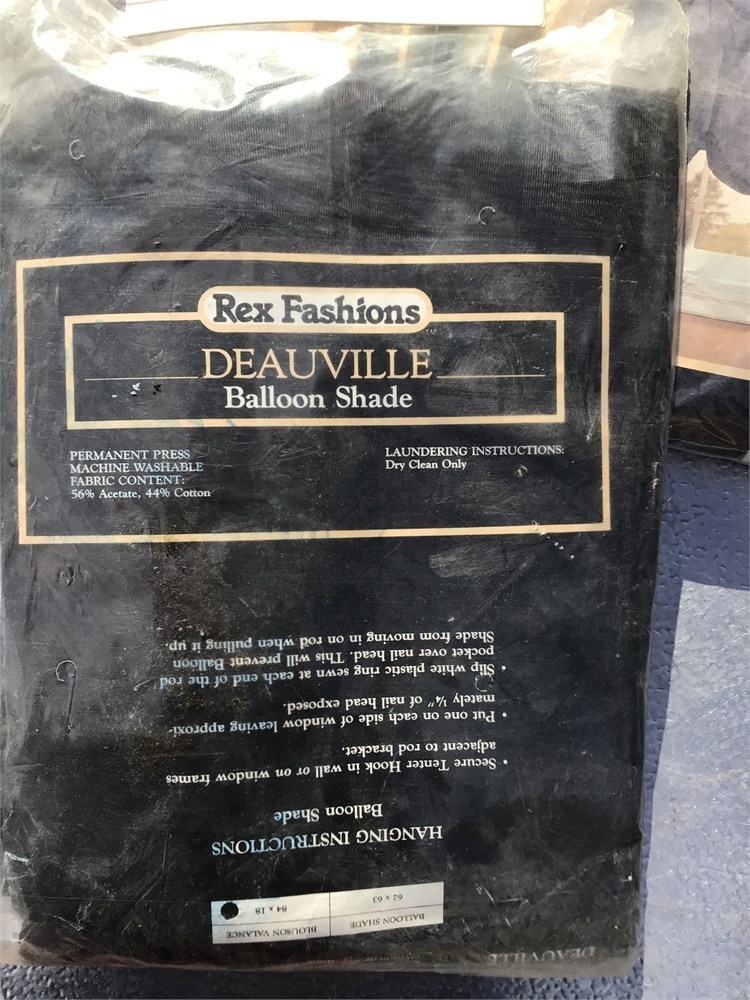 Rex Fashions
DEAUVILLE
Balloon Shade
PERMANENT PRESS
MACHINE WASHABLE
FABRIC CONTENT:
56% Acetate, 44% Cotton
LAUNDERING INSTRUCTIONS:
Dry Clean Only
DEAUVILLE
BALLOON SHADE
62 x 63
BLOUSON VALANCE
84 x 18
HANGING INSTRUCTIONS
Balloon Shade
• Secure Tenter Hook in wall or on window frames
adjacent to rod bracket.
• Put one on each side of window leaving approxi-
mately ¼" of nail head exposed.
• Slip white plastic ring sewn at each end of the rod
pocket over nail head. This will prevent Balloon
Shade from moving in on rod when pulling it up.